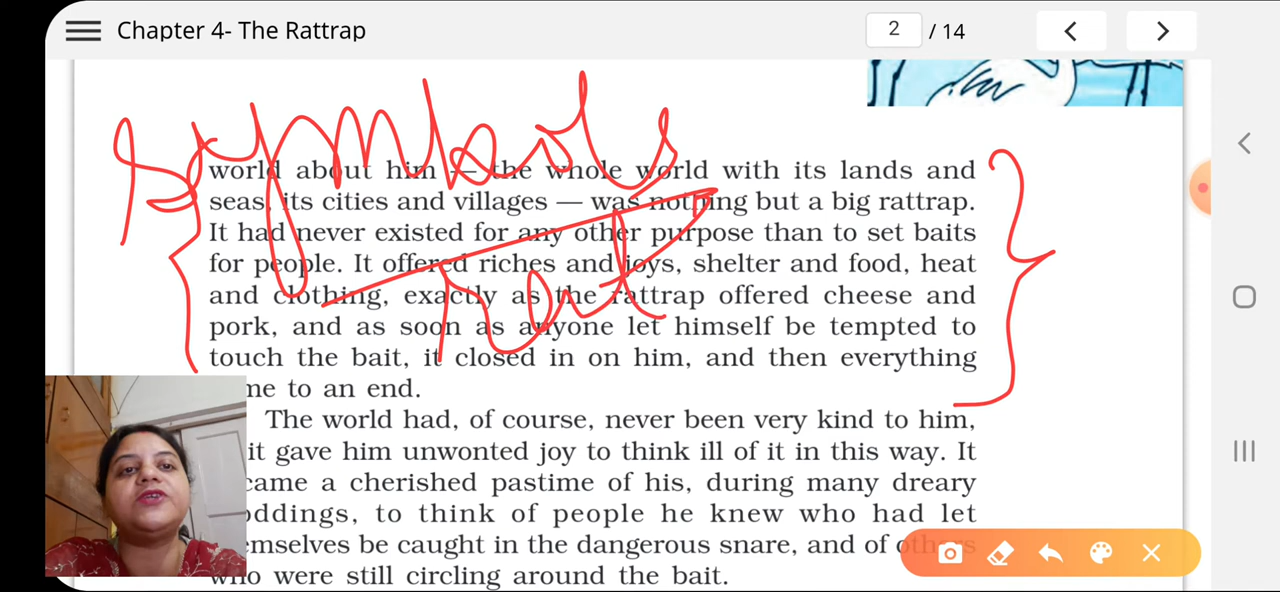 Chapter 4- The Rattrap 2 / 14
Symbols
world about him — the whole world with its lands and
seas, its cities and villages — was nothing but a big rattrap.
It had never existed for any other purpose than to set baits
for people. It offered riches and joys, shelter and food, heat
and clothing, exactly as the rattrap offered cheese and
Rat
pork, and as soon as anyone let himself be tempted to
touch the bait, it closed in on him, and then everything
me to an end.
The world had, of course, never been very kind to him,
it gave him unwonted joy to think ill of it in this way. It
came a cherished pastime of his, during many dreary
oddings, to think of people he knew who had let
emselves be caught in the dangerous snare, and of others
who were still circling around the bait.